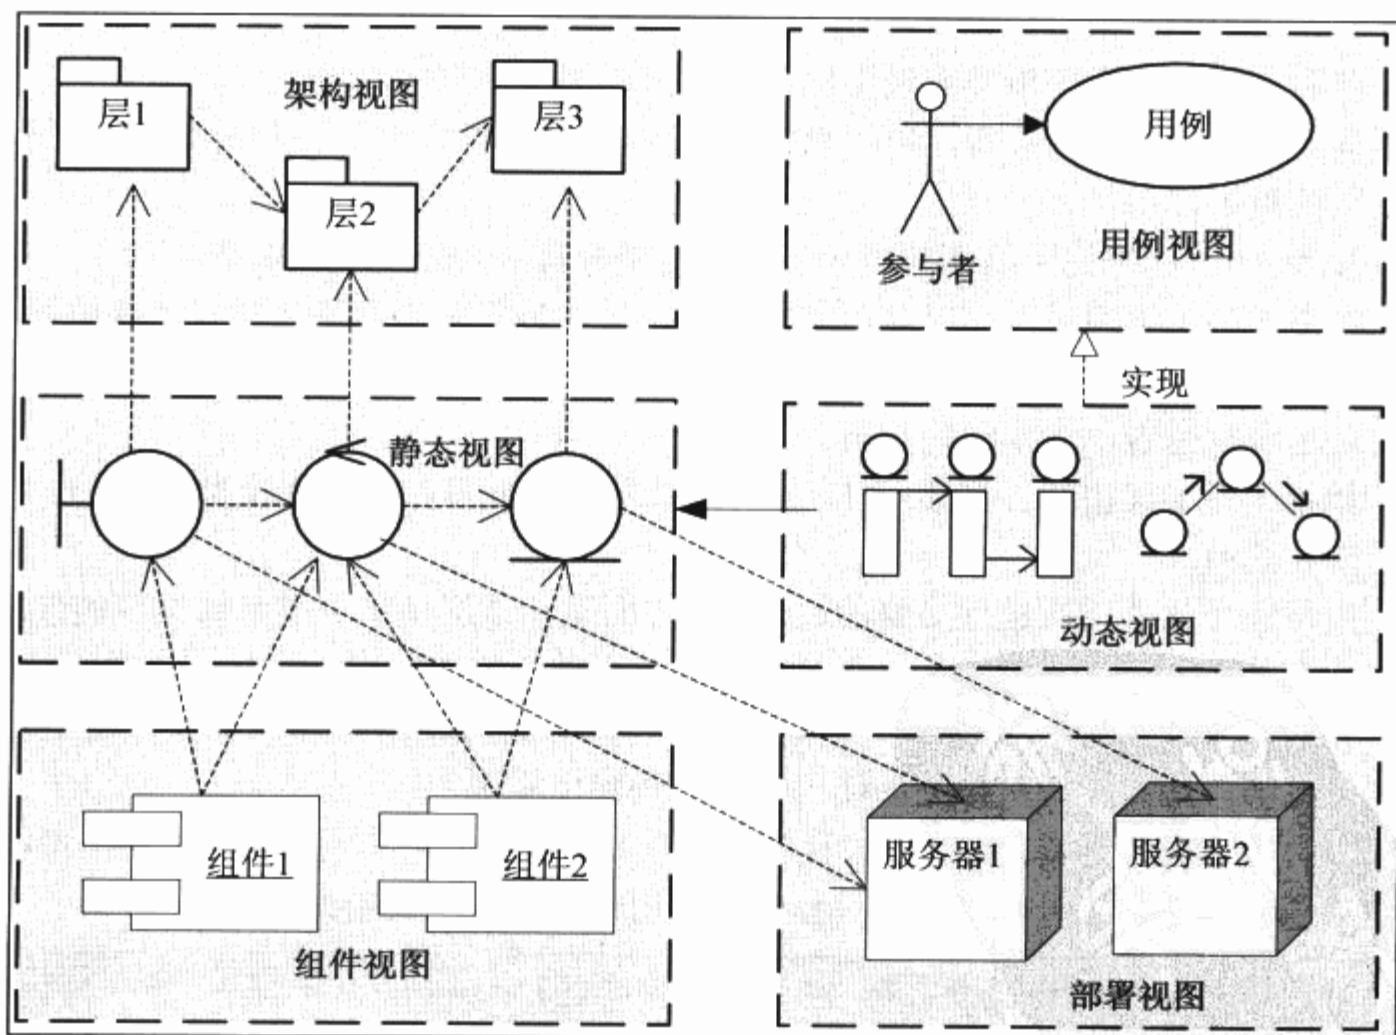 层1
架构视图
层3
层2
用例
用例视图
参与者
实现
静态视图
动态视图
组件1
组件2
组件视图
服务器1
服务器2
部署视图